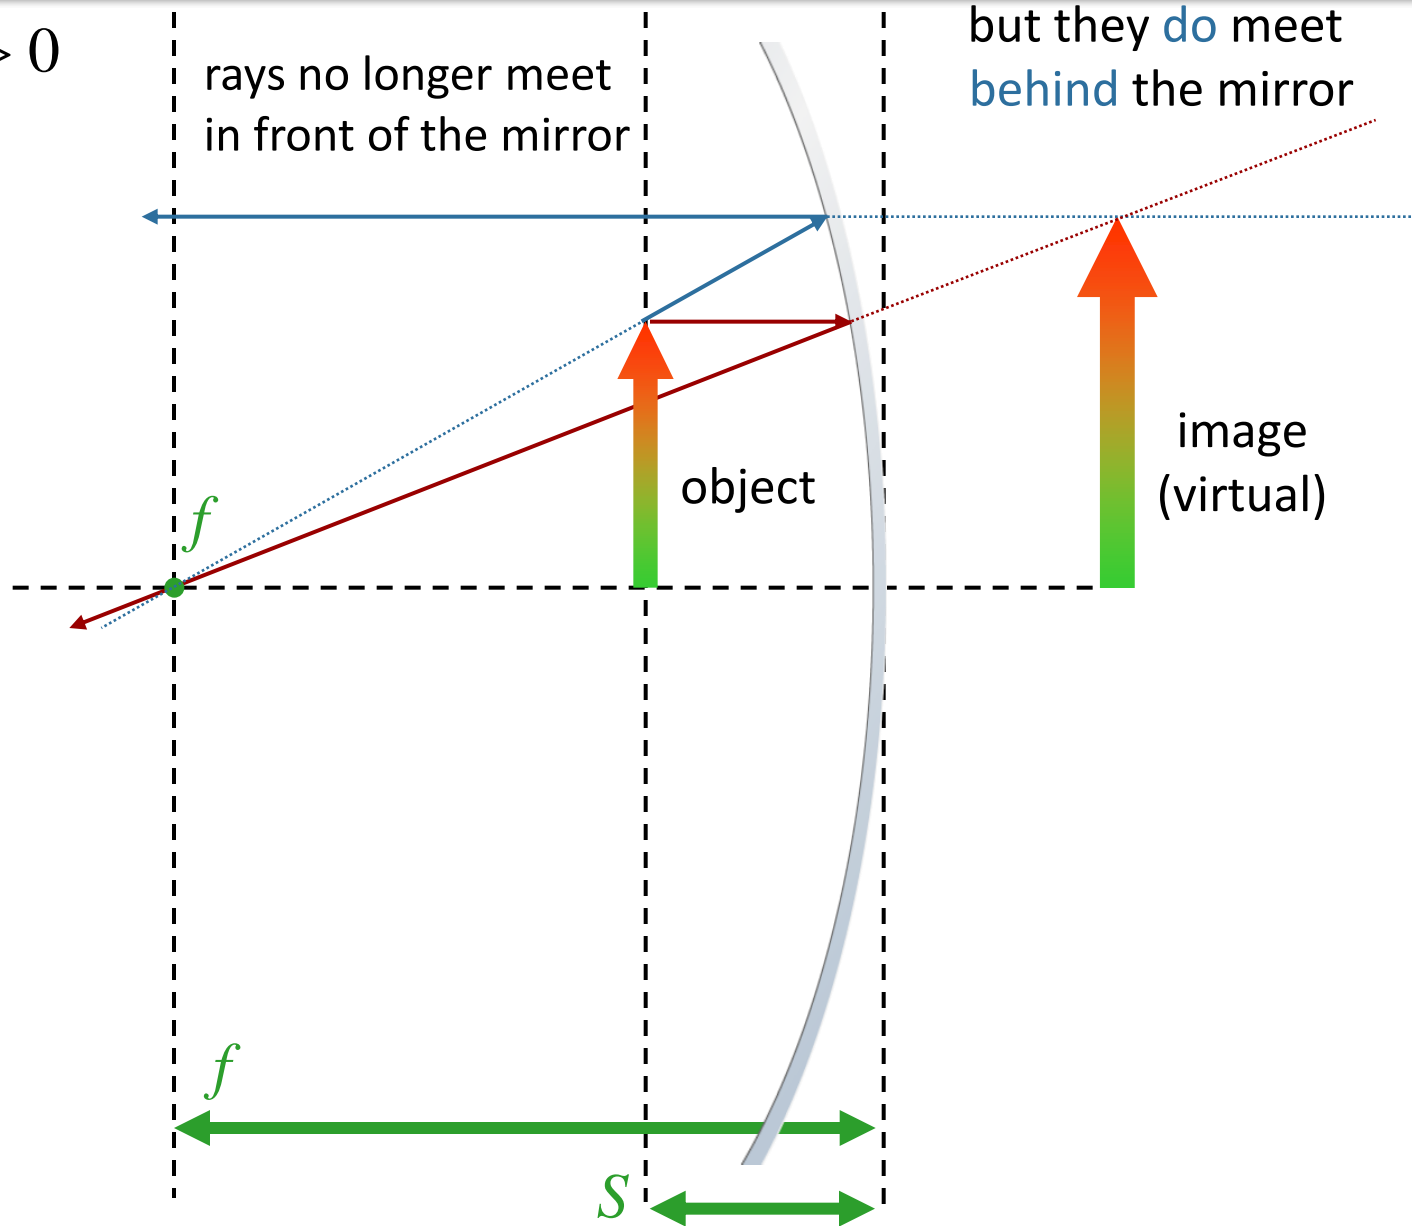 > 0
rays no longer meet
in front of the mirror
but they do meet
behind the mirror
f
object
image
(virtual)
f
S